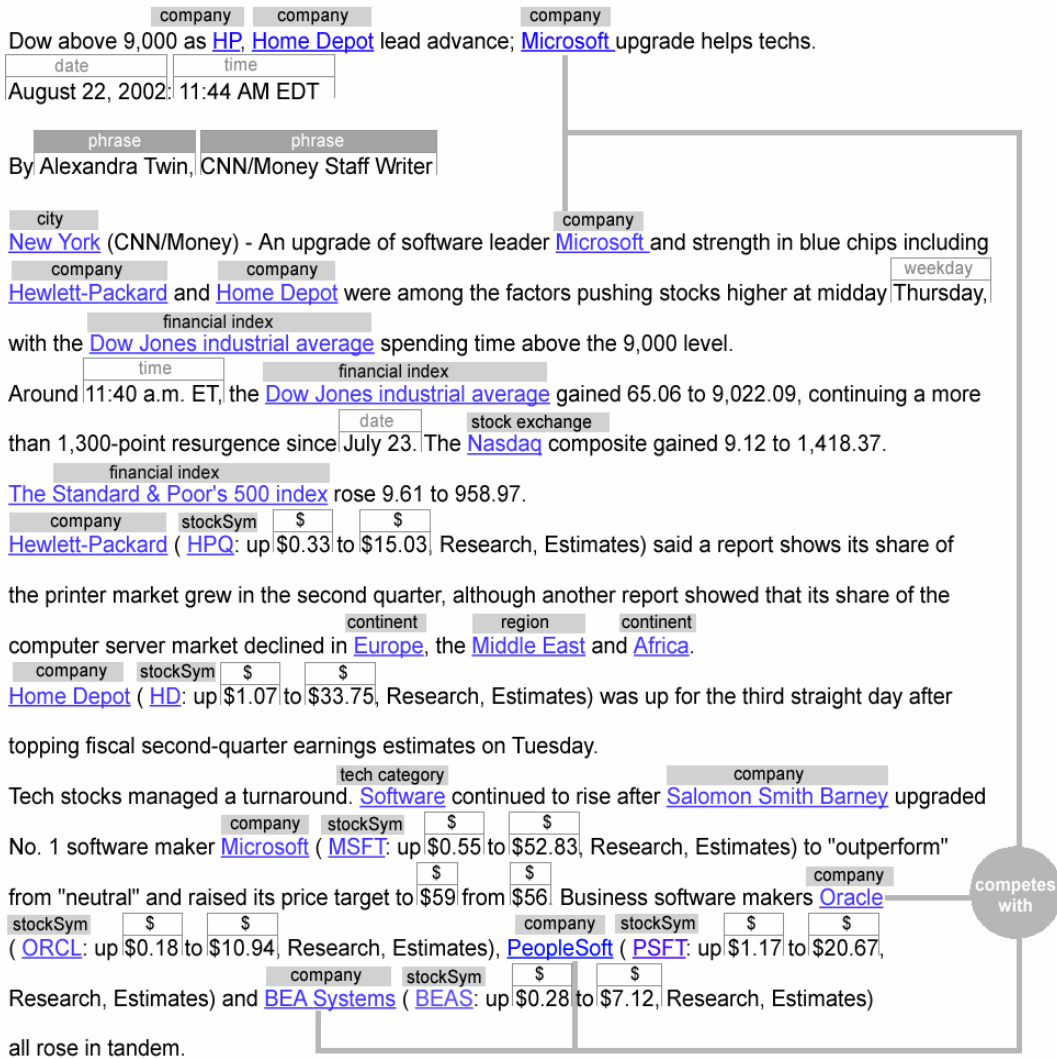 company company company
Dow above 9,000 as HP, Home Depot lead advance; Microsoft upgrade helps techs.
date time
August 22, 2002: 11:44 AM EDT
phrase phrase
By Alexandra Twin, CNN/Money Staff Writer
city company
New York (CNN/Money) - An upgrade of software leader Microsoft and strength in blue chips including
company company weekday
Hewlett-Packard and Home Depot were among the factors pushing stocks higher at midday Thursday,
financial index
with the Dow Jones industrial average spending time above the 9,000 level.
time financial index
Around 11:40 a.m. ET, the Dow Jones industrial average gained 65.06 to 9,022.09, continuing a more
date stock exchange
than 1,300-point resurgence since July 23. The Nasdaq composite gained 9.12 to 1,418.37.
financial index
The Standard & Poor's 500 index rose 9.61 to 958.97.
company stockSym $ $
Hewlett-Packard ( HPQ: up $0.33 to $15.03, Research, Estimates) said a report shows its share of
the printer market grew in the second quarter, although another report showed that its share of the
continent region continent
computer server market declined in Europe, the Middle East and Africa.
company stockSym $ $
Home Depot ( HD: up $1.07 to $33.75, Research, Estimates) was up for the third straight day after
topping fiscal second-quarter earnings estimates on Tuesday.
tech category company
Tech stocks managed a turnaround. Software continued to rise after Salomon Smith Barney upgraded
company stockSym $ $
No. 1 software maker Microsoft ( MSFT: up $0.55 to $52.83, Research, Estimates) to "outperform"
$ $ company
from "neutral" and raised its price target to $59 from $56. Business software makers Oracle
competes
with
stockSym $ $ company stockSym $ $
( ORCL: up $0.18 to $10.94, Research, Estimates), PeopleSoft ( PSFT: up $1.17 to $20.67,
company stockSym $ $
Research, Estimates) and BEA Systems ( BEAS: up $0.28 to $7.12, Research, Estimates)
all rose in tandem.